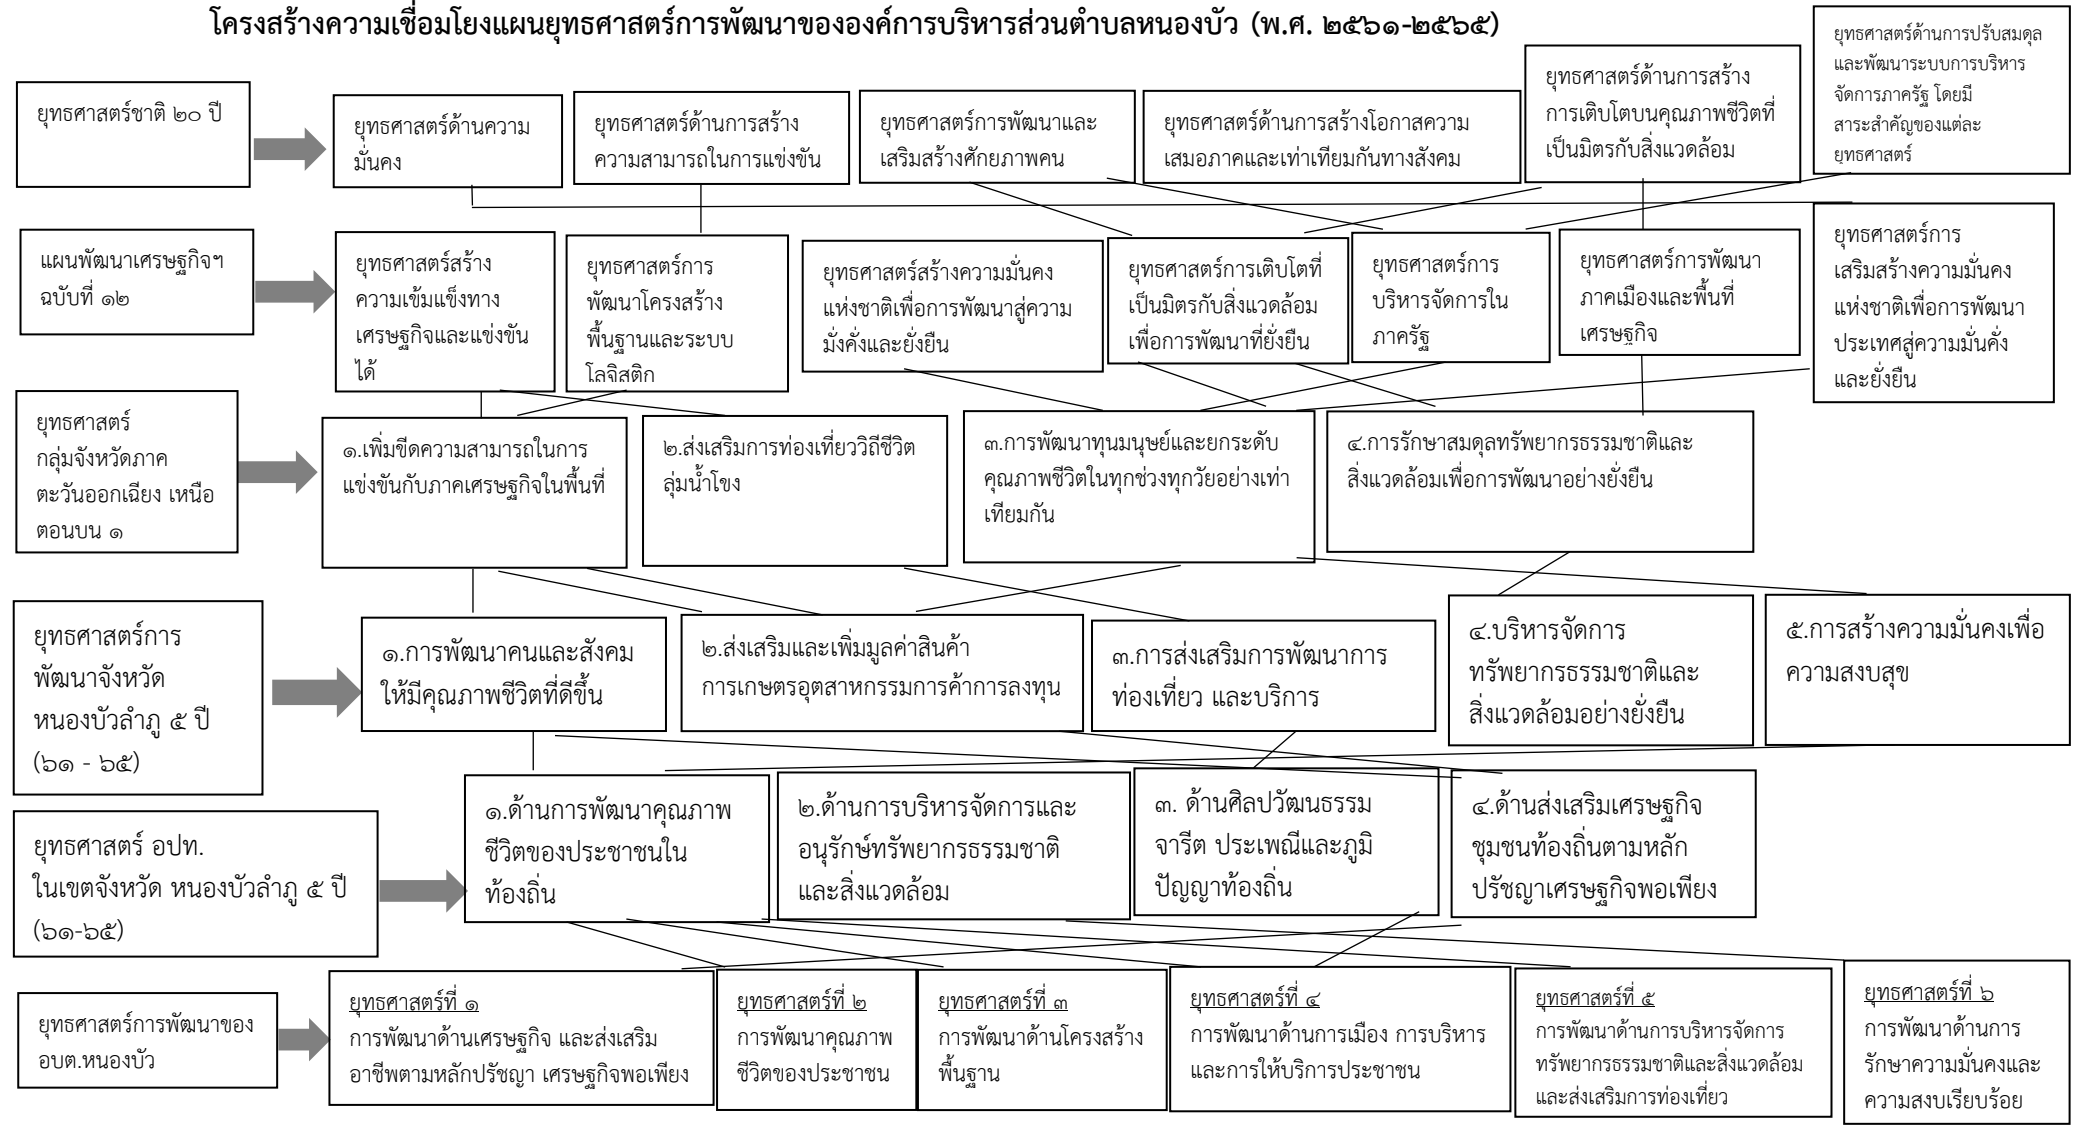 โครงสร้างความเชื่อมโยงแผนยุทธศาสตร์การพัฒนาขององค์การบริหารส่วนตำบลหนองบัว (พ.ศ. ๒๕๖๑-๒๕๖๕)
ยุทธศาสตร์ชาติ ๒๐ ปี
ยุทธศาสตร์ด้านความ
มั่นคง
ยุทธศาสตร์ด้านการสร้าง
ความสามารถในการแข่งขัน
ยุทธศาสตร์การพัฒนาและ
เสริมสร้างศักยภาพคน
ยุทธศาสตร์ด้านการสร้างโอกาสความ
เสมอภาคและเท่าเทียมกันทางสังคม
ยุทธศาสตร์ด้านการสร้าง
การเติบโตบนคุณภาพชีวิตที่
เป็นมิตรกับสิ่งแวดล้อม
ยุทธศาสตร์ด้านการปรับสมดุล
และพัฒนาระบบการบริหาร
จัดการภาครัฐ โดยมี
สาระสำคัญของแต่ละ
ยุทธศาสตร์
แผนพัฒนาเศรษฐกิจฯ
ฉบับที่ ๑๒
ยุทธศาสตร์สร้าง
ความเข้มแข็งทาง
เศรษฐกิจและแข่งขัน
ได้
ยุทธศาสตร์การ
พัฒนาโครงสร้าง
พื้นฐานและระบบ
โลจิสติก
ยุทธศาสตร์สร้างความมั่นคง
แห่งชาติเพื่อการพัฒนาสู่ความ
มั่งคั่งและยั่งยืน
ยุทธศาสตร์การเติบโตที่
เป็นมิตรกับสิ่งแวดล้อม
เพื่อการพัฒนาที่ยั่งยืน
ยุทธศาสตร์การ
บริหารจัดการใน
ภาครัฐ
ยุทธศาสตร์การพัฒนา
ภาคเมืองและพื้นที่
เศรษฐกิจ
ยุทธศาสตร์การ
เสริมสร้างความมั่นคง
แห่งชาติเพื่อการพัฒนา
ประเทศสู่ความมั่นคั่ง
และยั่งยืน
ยุทธศาสตร์
กลุ่มจังหวัดภาค
ตะวันออกเฉียง เหนือ
ตอนบน ๑
๑.เพิ่มขีดความสามารถในการ
แข่งขันกับภาคเศรษฐกิจในพื้นที่
๒.ส่งเสริมการท่องเที่ยววิถีชีวิต
ลุ่มน้ำโขง
๓.การพัฒนาทุนมนุษย์และยกระดับ
คุณภาพชีวิตในทุกช่วงทุกวัยอย่างเท่า
เทียมกัน
๔.การรักษาสมดุลทรัพยากรธรรมชาติและ
สิ่งแวดล้อมเพื่อการพัฒนาอย่างยั่งยืน
ยุทธศาสตร์การ
พัฒนาจังหวัด
หนองบัวลำภู ๕ ปี
(๖๑ - ๖๕)
๑.การพัฒนาคนและสังคม
ให้มีคุณภาพชีวิตที่ดีขึ้น
๒.ส่งเสริมและเพิ่มมูลค่าสินค้า
การเกษตรอุตสาหกรรมการค้าการลงทุน
๓.การส่งเสริมการพัฒนาการ
ท่องเที่ยว และบริการ
๔.บริหารจัดการ
ทรัพยากรธรรมชาติและ
สิ่งแวดล้อมอย่างยั่งยืน
๕.การสร้างความมั่นคงเพื่อ
ความสงบสุข
ยุทธศาสตร์ อปท.
ในเขตจังหวัด หนองบัวลำภู ๕ ปี
(๖๑-๖๕)
๑.ด้านการพัฒนาคุณภาพ
ชีวิตของประชาชนใน
ท้องถิ่น
๒.ด้านการบริหารจัดการและ
อนุรักษ์ทรัพยากรธรรมชาติ
และสิ่งแวดล้อม
๓. ด้านศิลปวัฒนธรรม
จารีต ประเพณีและภูมิ
ปัญญาท้องถิ่น
๔.ด้านส่งเสริมเศรษฐกิจ
ชุมชนท้องถิ่นตามหลัก
ปรัชญาเศรษฐกิจพอเพียง
ยุทธศาสตร์การพัฒนาของ
อบต.หนองบัว
ยุทธศาสตร์ที่ ๑
การพัฒนาด้านเศรษฐกิจ และส่งเสริม
อาชีพตามหลักปรัชญา เศรษฐกิจพอเพียง
ยุทธศาสตร์ที่ ๒
การพัฒนาคุณภาพ
ชีวิตของประชาชน
ยุทธศาสตร์ที่ ๓
การพัฒนาด้านโครงสร้าง
พื้นฐาน
ยุทธศาสตร์ที่ ๔
การพัฒนาด้านการเมือง การบริหาร
และการให้บริการประชาชน
ยุทธศาสตร์ที่ ๕
การพัฒนาด้านการบริหารจัดการ
ทรัพยากรธรรมชาติและสิ่งแวดล้อม
และส่งเสริมการท่องเที่ยว
ยุทธศาสตร์ที่ ๖
การพัฒนาด้านการ
รักษาความมั่นคงและ
ความสงบเรียบร้อย